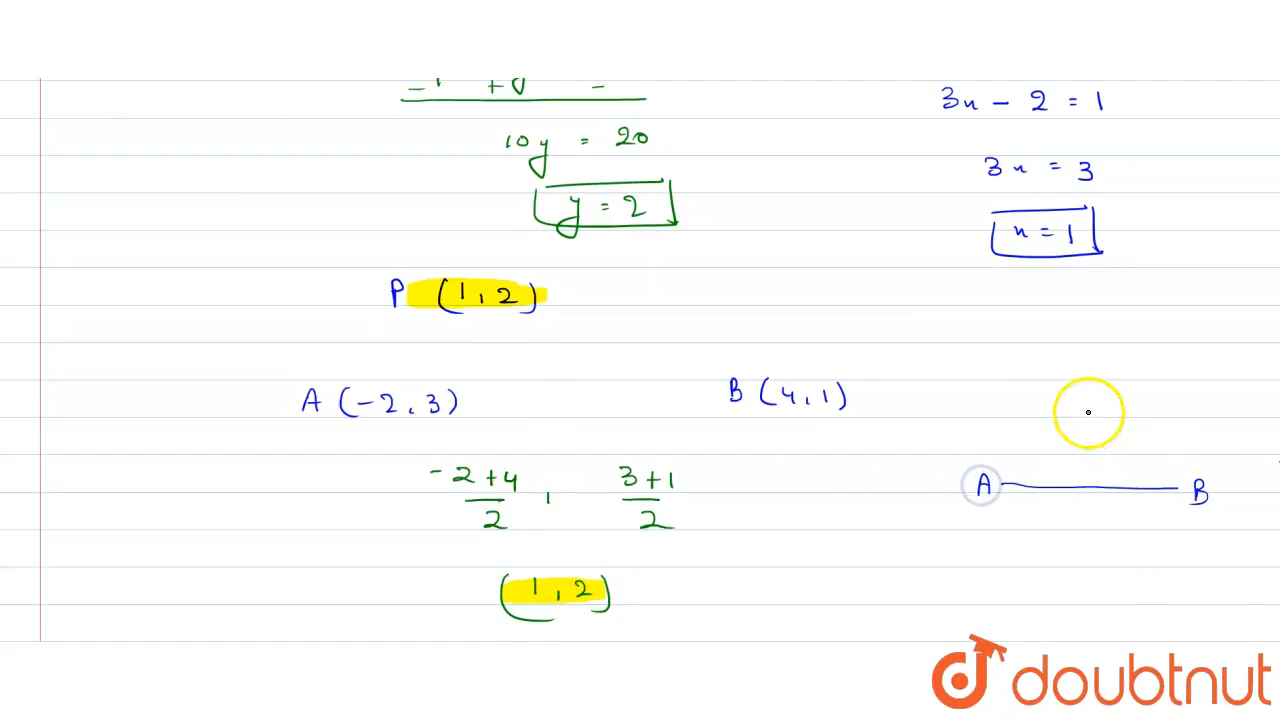 10y = 20
y = 2
3x - 2 = 1
3x = 3
x = 1
P (1, 2)
A (-2, 3) B (4, 1)
-2+4/2 , 3+1/2
A B
(1, 2)
doubtnut